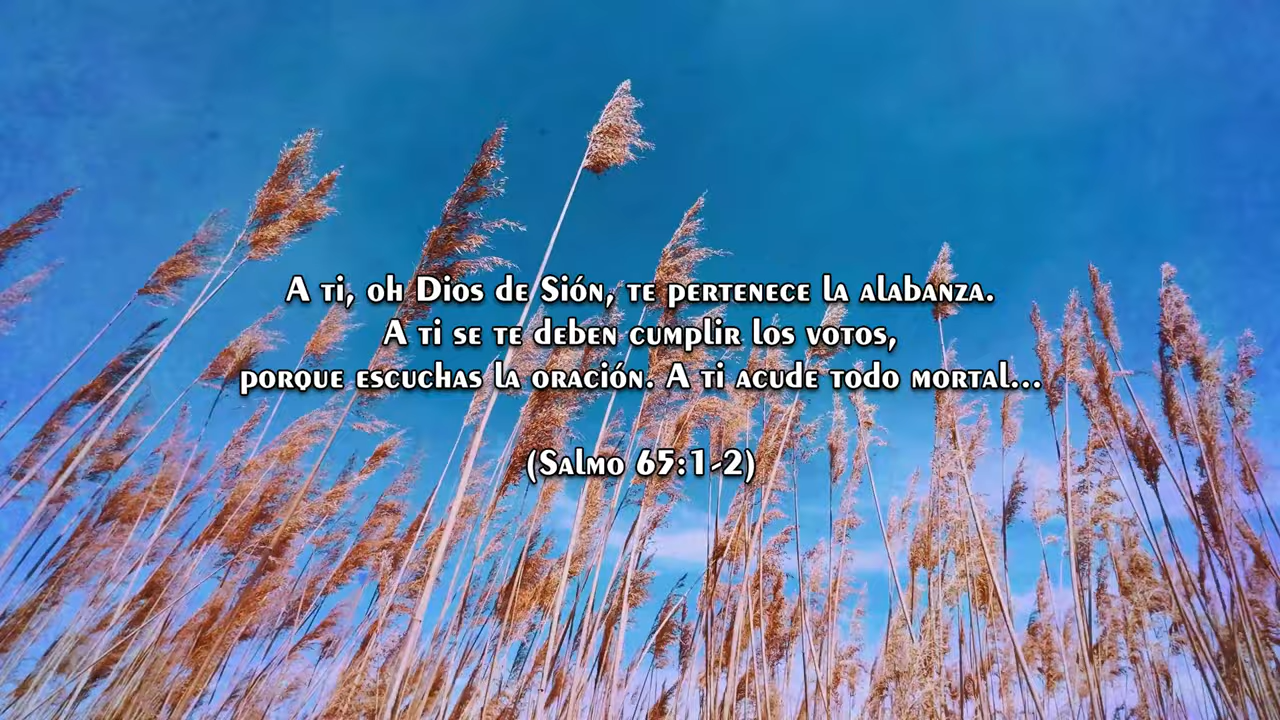 A ti, oh Dios de Sión, te pertenece la alabanza.
A ti se te deben cumplir los votos,
porque escuchas la oración. A ti acude todo mortal...
(Salmo 65:1-2)